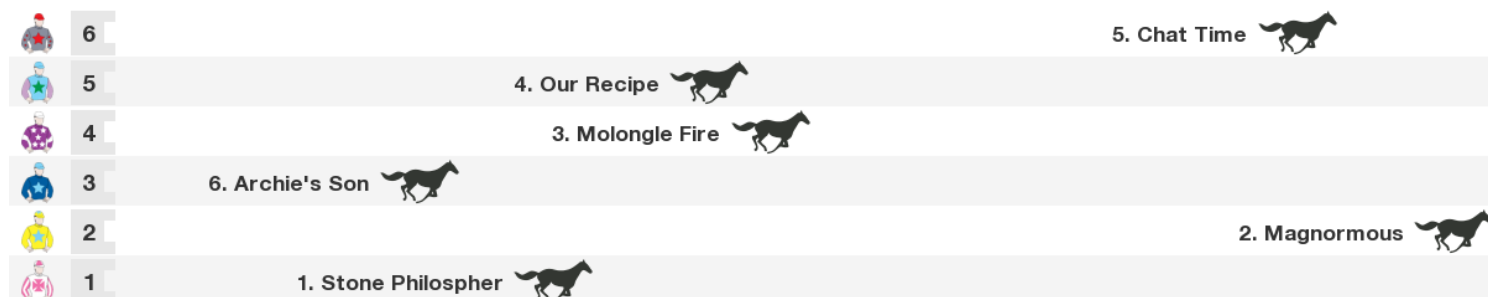 6 5. Chat Time
5 4. Our Recipe
4 3. Molongle Fire
3 6. Archie's Son
2 2. Magnormous
1 1. Stone Philospher